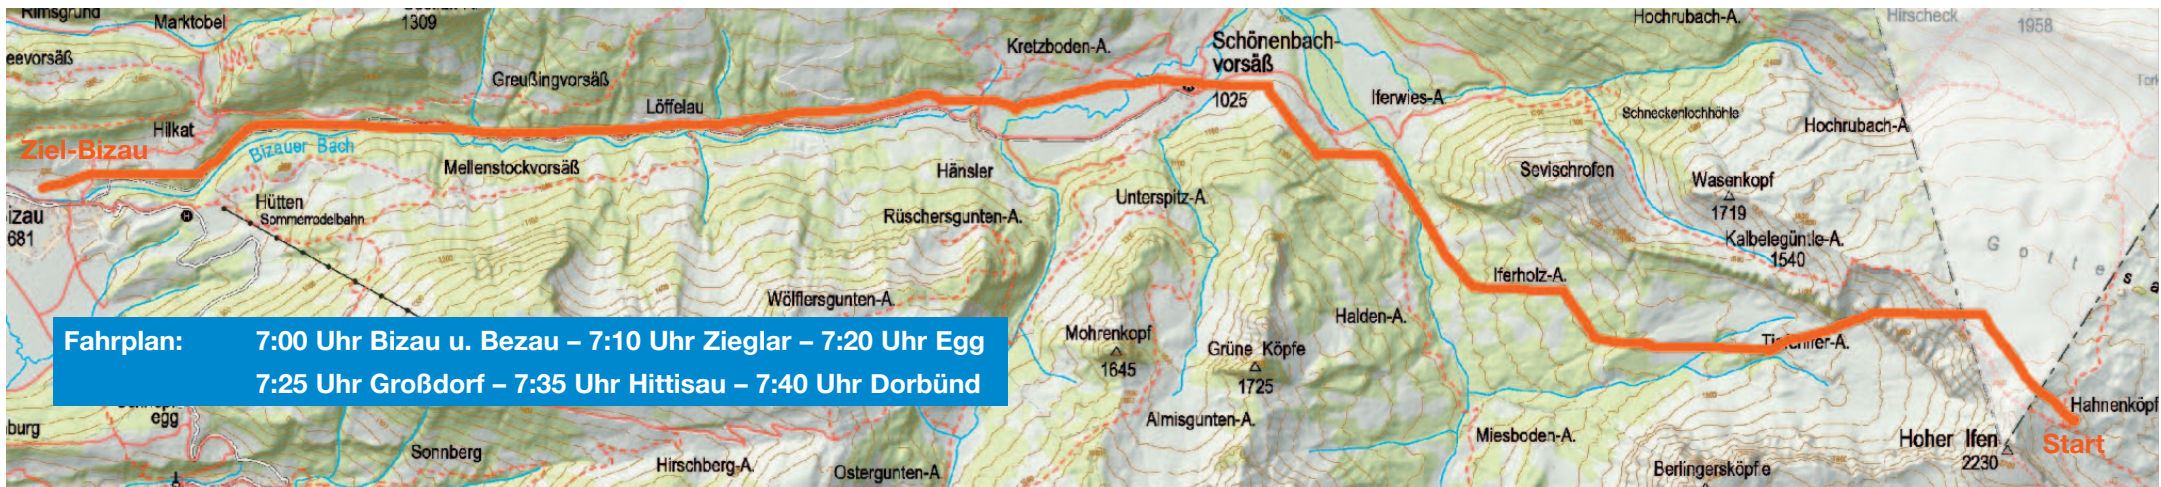 Rimsgrund
Marktobel
1309
Hochrubach-A.
Hirscheck
1958
Kretzboden-A.
Schönenbach-
vorsäß
1025
eevorsäß
Greußingvorsäß
Löffelau
Iferwies-A.
Schneckenlochhöhle
Hochrubach-A
Hilkat
Ziel-Bizau
Bizauer Bach
Mellenstockvorsäß
Hänsler
Sevischrofen
Wasenkopf
1719
Hütten
Sommerrodelbahn
izau
681
H
Rüschersgunten-A.
Unterspitz-A.
Kalbelegüntle-A.
1540
Gotte
Iferholz-A.
Wölflersgunten-A.
Halden-A.
Mohrenkopf
1645
Grüne Köpfe
1725
Fahrplan: 7:00 Uhr Bizau u. Bezau – 7:10 Uhr Zieglar – 7:20 Uhr Egg
7:25 Uhr Großdorf – 7:35 Uhr Hittisau – 7:40 Uhr Dorbünd
egg
burg
Almisgunten-A.
Miesboden-A.
Hahnenköpf
Start
Hoher Ifen
2230
Sonnberg
Hirschberg-A.
Ostergunten-A
Berlingersköpfe